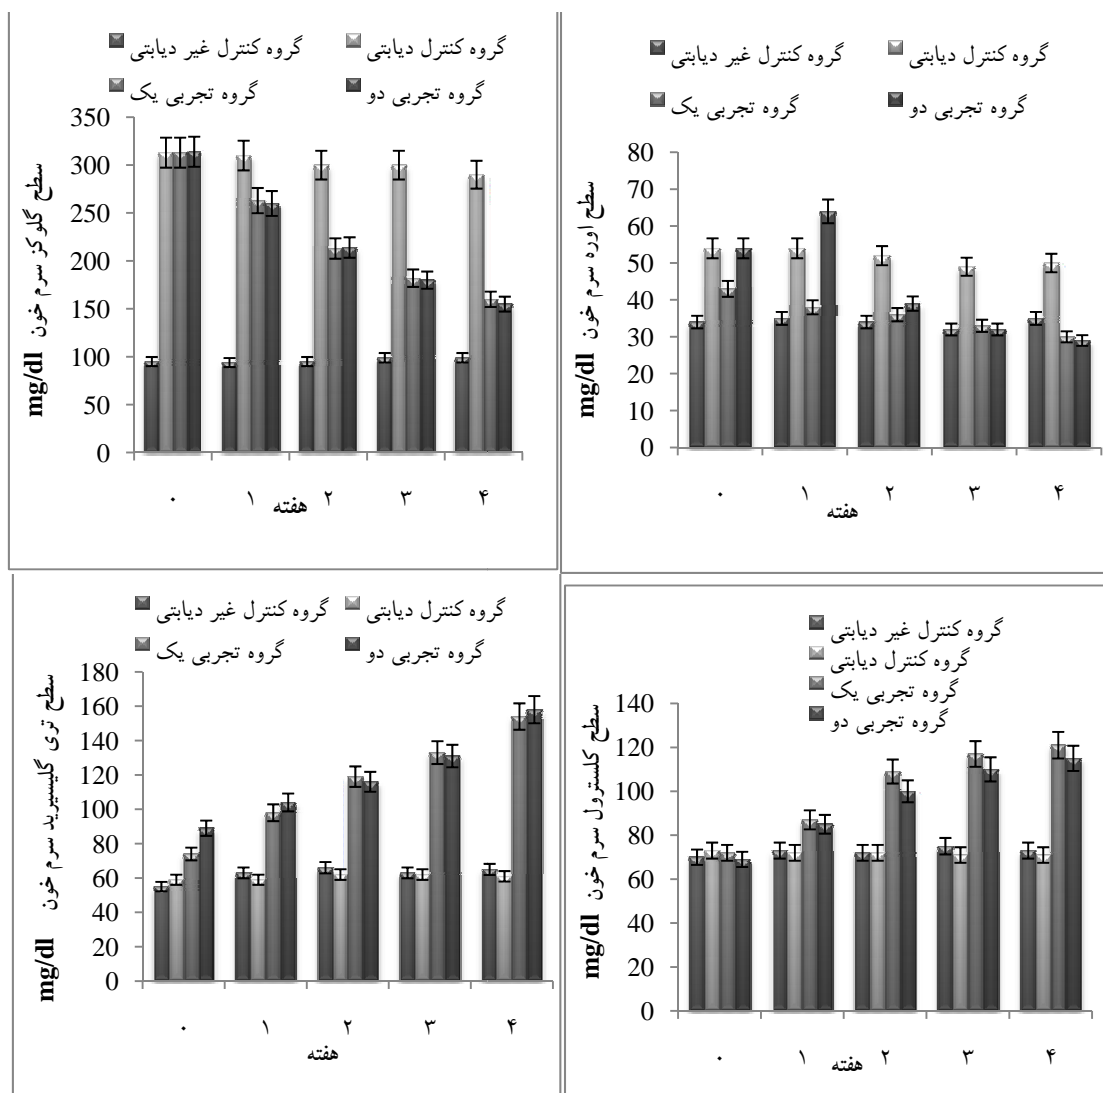 گروه کنترل غیر دیابتی
گروه کنترل دیابتی
گروه تجربی یک
گروه تجربی دو
سطح گلوکز سرم خون mg/dl
350
300
250
200
150
100
50
0
۰ ۱ ۲ ۳ ۴
هفته
گروه کنترل غیر دیابتی
گروه کنترل دیابتی
گروه تجربی یک
گروه تجربی دو
سطح اوره سرم خون mg/dl
80
70
60
50
40
30
20
10
0
۰ ۱ ۲ ۳ ۴
هفته
گروه کنترل غیر دیابتی
گروه کنترل دیابتی
گروه تجربی یک
گروه تجربی دو
سطح تری گلیسیرید سرم خون mg/dl
180
160
140
120
100
80
60
40
20
0
۰ ۱ ۲ ۳ ۴
هفته
گروه کنترل غیر دیابتی
گروه کنترل دیابتی
گروه تجربی یک
گروه تجربی دو
سطح کلسترول سرم خون mg/dl
140
120
100
80
60
40
20
0
۰ ۱ ۲ ۳ ۴
هفته